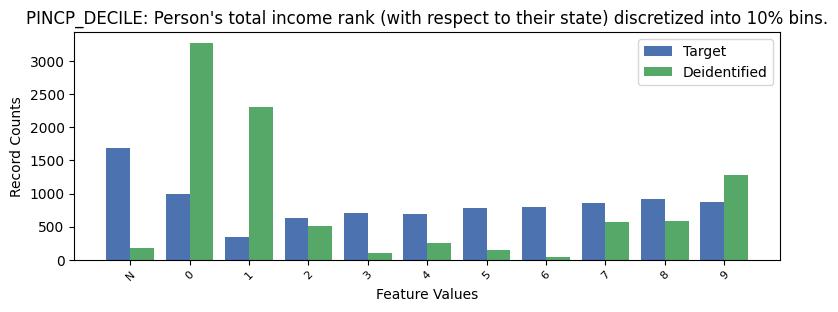 PINCP_DECILE: Person's total income rank (with respect to their state) discretized into 10% bins.
Target
Deidentified
Record Counts
3000
2500
2000
1500
1000
500
0
N 0 1 2 3 4 5 6 7 8 9
Feature Values